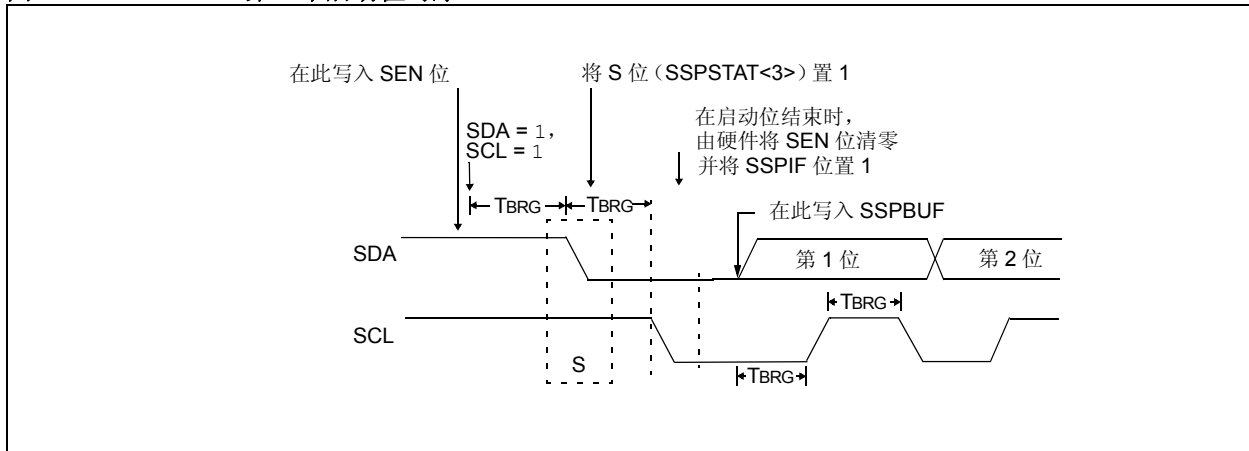 在此写入 SEN 位
将 S 位（SSPSTAT<3>）置 1
SDA = 1，
SCL = 1
在启动位结束时，
由硬件将 SEN 位清零
并将 SSPIF 位置 1
TBRG
TBRG
在此写入 SSPBUF
SDA
第 1 位
第 2 位
TBRG
SCL
S
TBRG